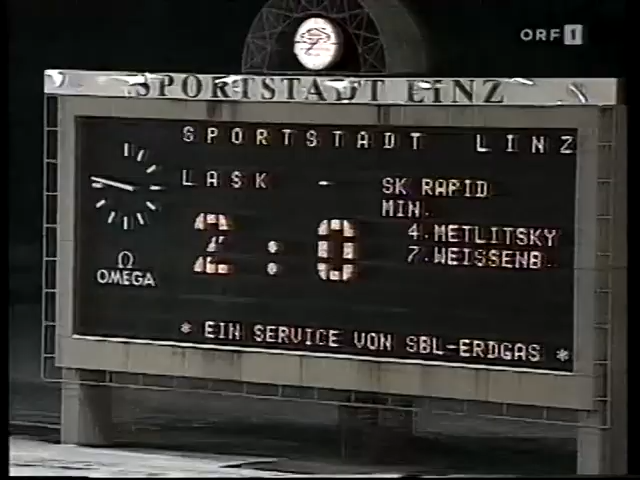 ORF 1
SPORTSTADT LINZ
SPORTSTADT LINZ
LASK - SK RAPID
MIN.
2:0
4. METLITSKY
7. WEISSENB..
Ω OMEGA
* EIN SERVICE VON SBL-ERDGAS *